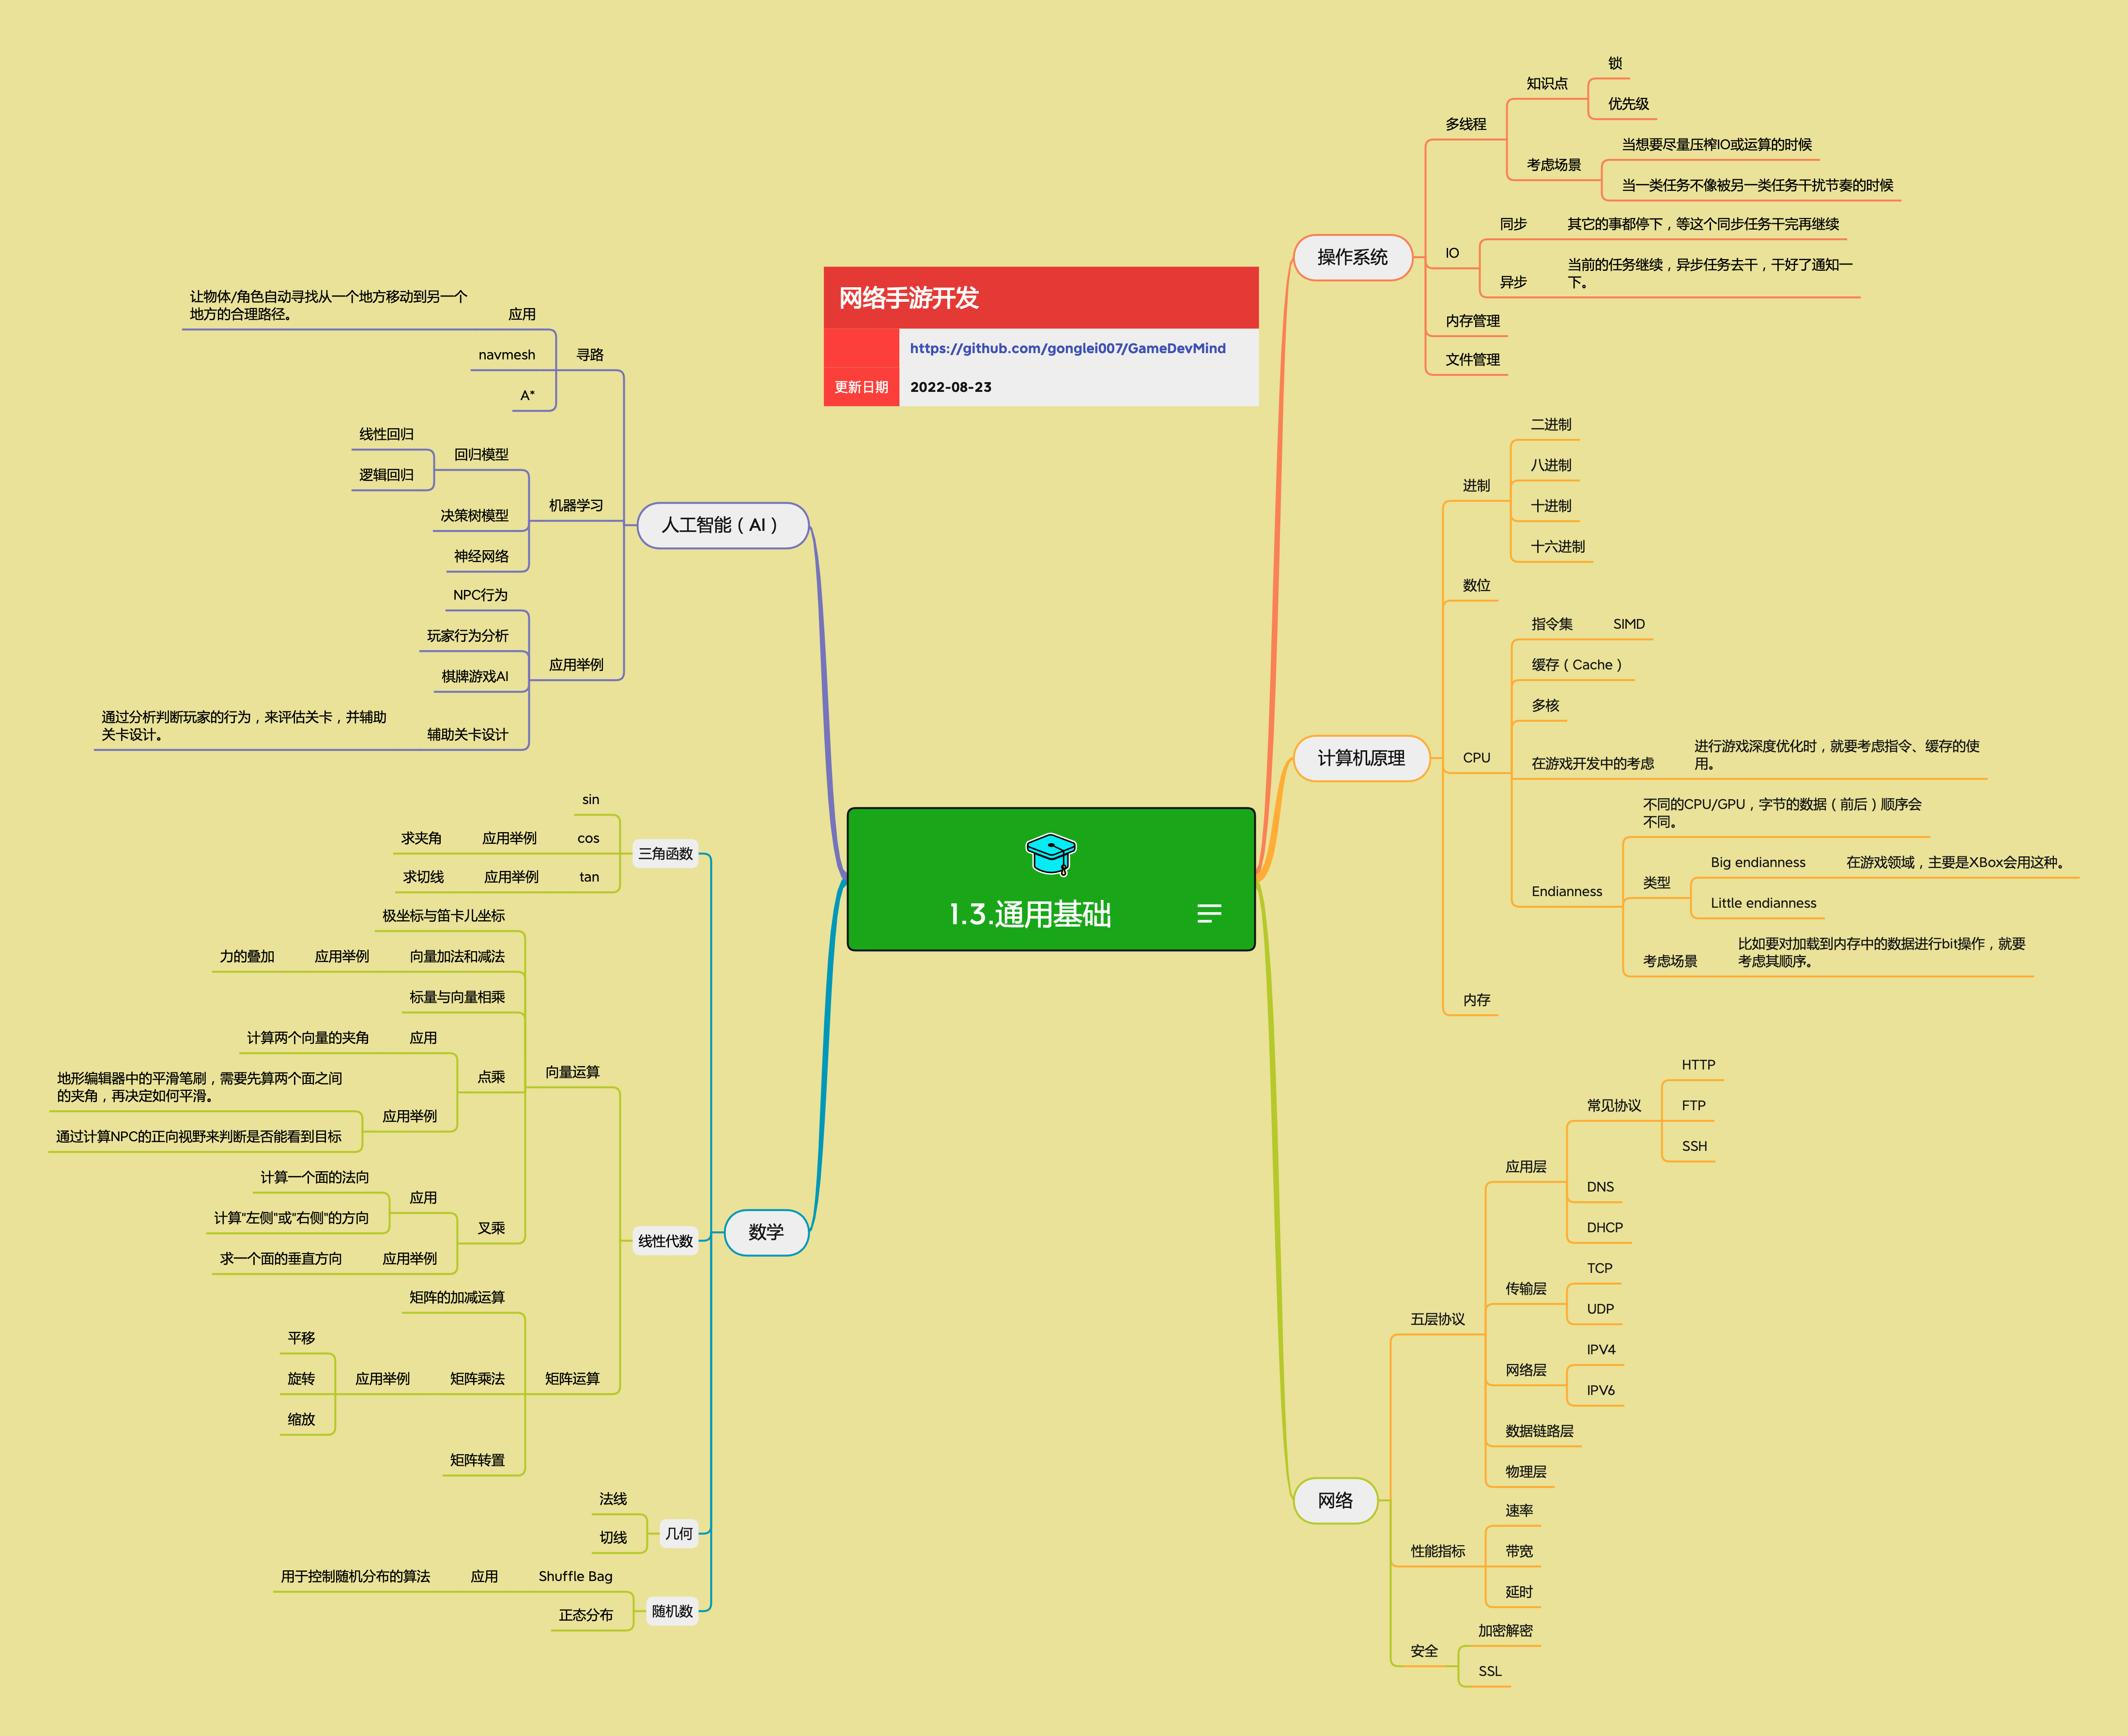 网络手游开发
https://github.com/gonglei007/GameDevMind
更新日期 2022-08-23
1.3.通用基础
操作系统
多线程
知识点
锁
优先级
考虑场景
当想要尽量压榨IO或运算的时候
当一类任务不像被另一类任务干扰节奏的时候
IO
同步
其它的事都停下，等这个同步任务干完再继续
异步
当前的任务继续，异步任务去干，干好了通知一
下。
内存管理
文件管理
计算机原理
进制
二进制
八进制
十进制
十六进制
数位
CPU
指令集
SIMD
缓存（Cache）
多核
在游戏开发中的考虑
进行游戏深度优化时，就要考虑指令、缓存的使
用。
Endianness
不同的CPU/GPU，字节的数据（前后）顺序会
不同。
类型
Big endianness
在游戏领域，主要是XBox会用这种。
Little endianness
考虑场景
比如要对加载到内存中的数据进行bit操作，就要
考虑其顺序。
内存
网络
五层协议
应用层
常见协议
HTTP
FTP
SSH
DNS
DHCP
传输层
TCP
UDP
网络层
IPV4
IPV6
数据链路层
物理层
性能指标
速率
带宽
延时
安全
加密解密
SSL
人工智能（AI）
寻路
应用
让物体/角色自动寻找从一个地方移动到另一个
地方的合理路径。
navmesh
A*
机器学习
回归模型
线性回归
逻辑回归
决策树模型
神经网络
应用举例
NPC行为
玩家行为分析
棋牌游戏AI
辅助关卡设计
通过分析判断玩家的行为，来评估关卡，并辅助
关卡设计。
数学
三角函数
sin
cos
应用举例
求夹角
tan
应用举例
求切线
线性代数
向量运算
极坐标与笛卡儿坐标
向量加法和减法
应用举例
力的叠加
标量与向量相乘
点乘
应用
计算两个向量的夹角
应用举例
地形编辑器中的平滑笔刷，需要先算两个面之间
的夹角，再决定如何平滑。
通过计算NPC的正向视野来判断是否能看到目标
叉乘
应用
计算一个面的法向
计算"左侧"或"右侧"的方向
应用举例
求一个面的垂直方向
矩阵运算
矩阵的加减运算
矩阵乘法
应用举例
平移
旋转
缩放
矩阵转置
几何
法线
切线
随机数
Shuffle Bag
应用
用于控制随机分布的算法
正态分布